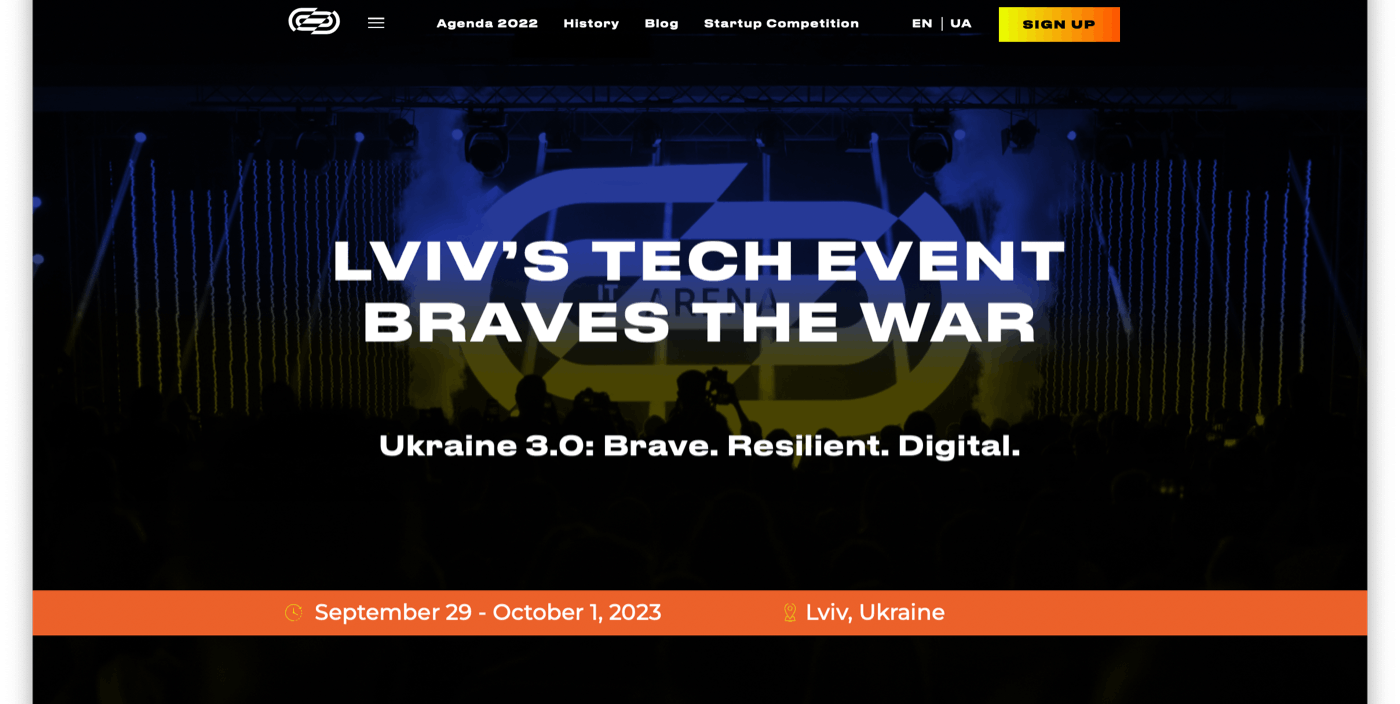 Agenda 2022 History Blog Startup Competition EN | UA SIGN UP
LVIV’S TECH EVENT
IT ARENA
BRAVES THE WAR
Ukraine 3.0: Brave. Resilient. Digital.
September 29 - October 1, 2023 Lviv, Ukraine